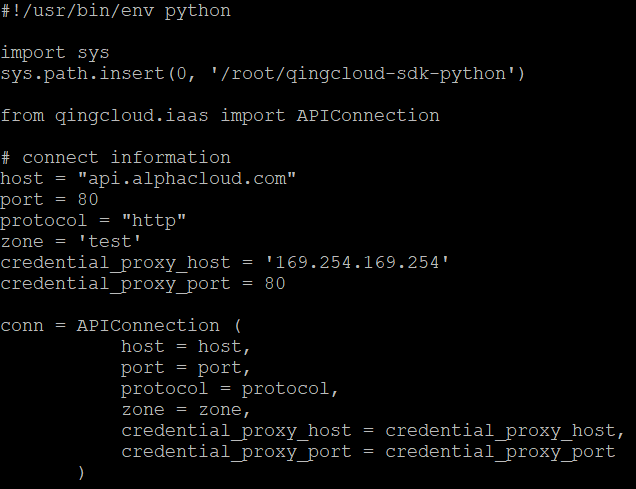 #!/usr/bin/env python
import sys
sys.path.insert(0, '/root/qingcloud-sdk-python')
from qingcloud.iaas import APIConnection
# connect information
host = "api.alphacloud.com"
port = 80
protocol = "http"
zone = 'test'
credential_proxy_host = '169.254.169.254'
credential_proxy_port = 80
conn = APIConnection (
host = host,
port = port,
protocol = protocol,
zone = zone,
credential_proxy_host = credential_proxy_host,
credential_proxy_port = credential_proxy_port
)